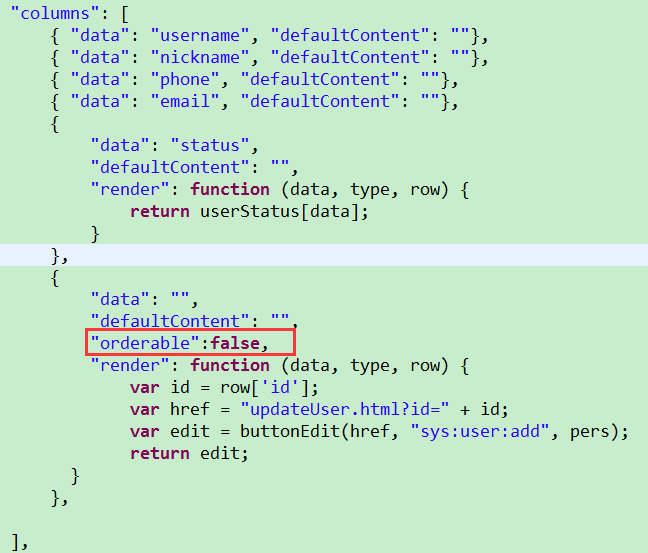 "columns": [
{ "data": "username", "defaultContent": ""},
{ "data": "nickname", "defaultContent": ""},
{ "data": "phone", "defaultContent": ""},
{ "data": "email", "defaultContent": ""},
{
"data": "status",
"defaultContent": "",
"render": function (data, type, row) {
return userStatus[data];
}
},
{
"data": "",
"defaultContent": "",
"orderable":false,
"render": function (data, type, row) {
var id = row['id'];
var href = "updateUser.html?id=" + id;
var edit = buttonEdit(href, "sys:user:add", pers);
return edit;
}
},
],